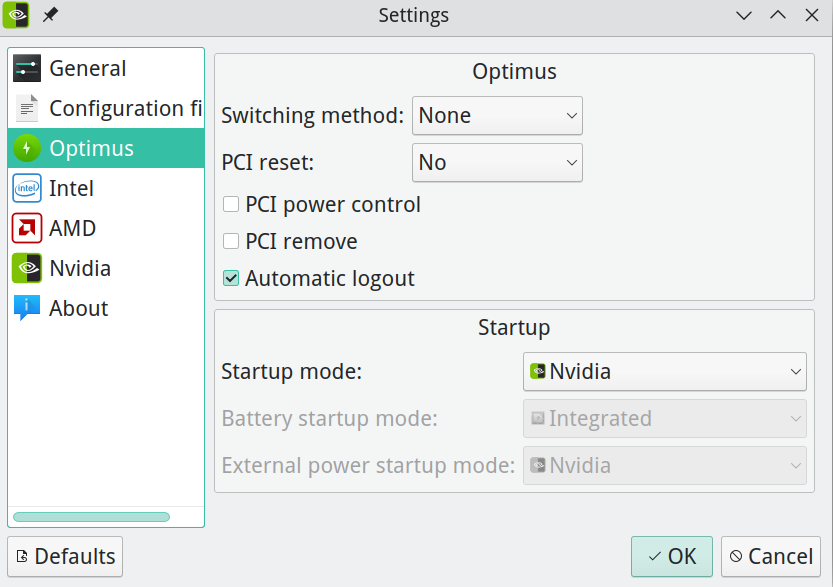 Settings
General
Configuration fi
Optimus
Intel
AMD
Nvidia
About
Optimus
Switching method: None
PCI reset: No
PCI power control
PCI remove
Automatic logout
Startup
Startup mode: Nvidia
Battery startup mode: Integrated
External power startup mode: Nvidia
Defaults
OK
Cancel